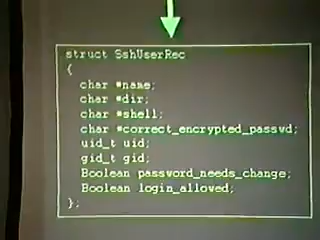 struct SshUserRec
{
char *name;
char *dir;
char *shell;
char *correct_encrypted_passwd;
uid_t uid;
gid_t gid;
Boolean password_needs_change;
Boolean login_allowed;
};